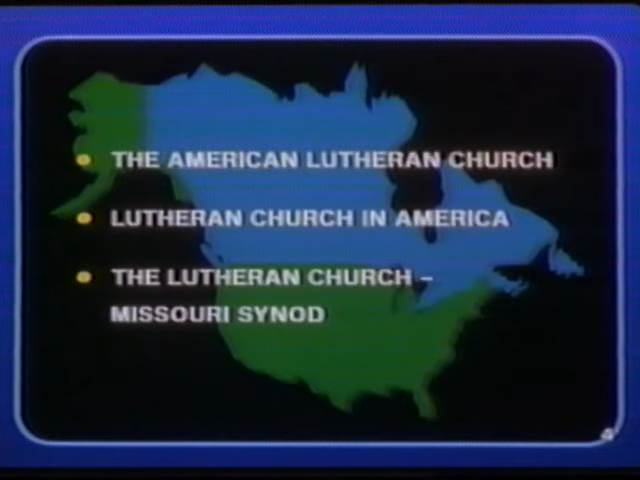 THE AMERICAN LUTHERAN CHURCH
LUTHERAN CHURCH IN AMERICA
THE LUTHERAN CHURCH –
MISSOURI SYNOD